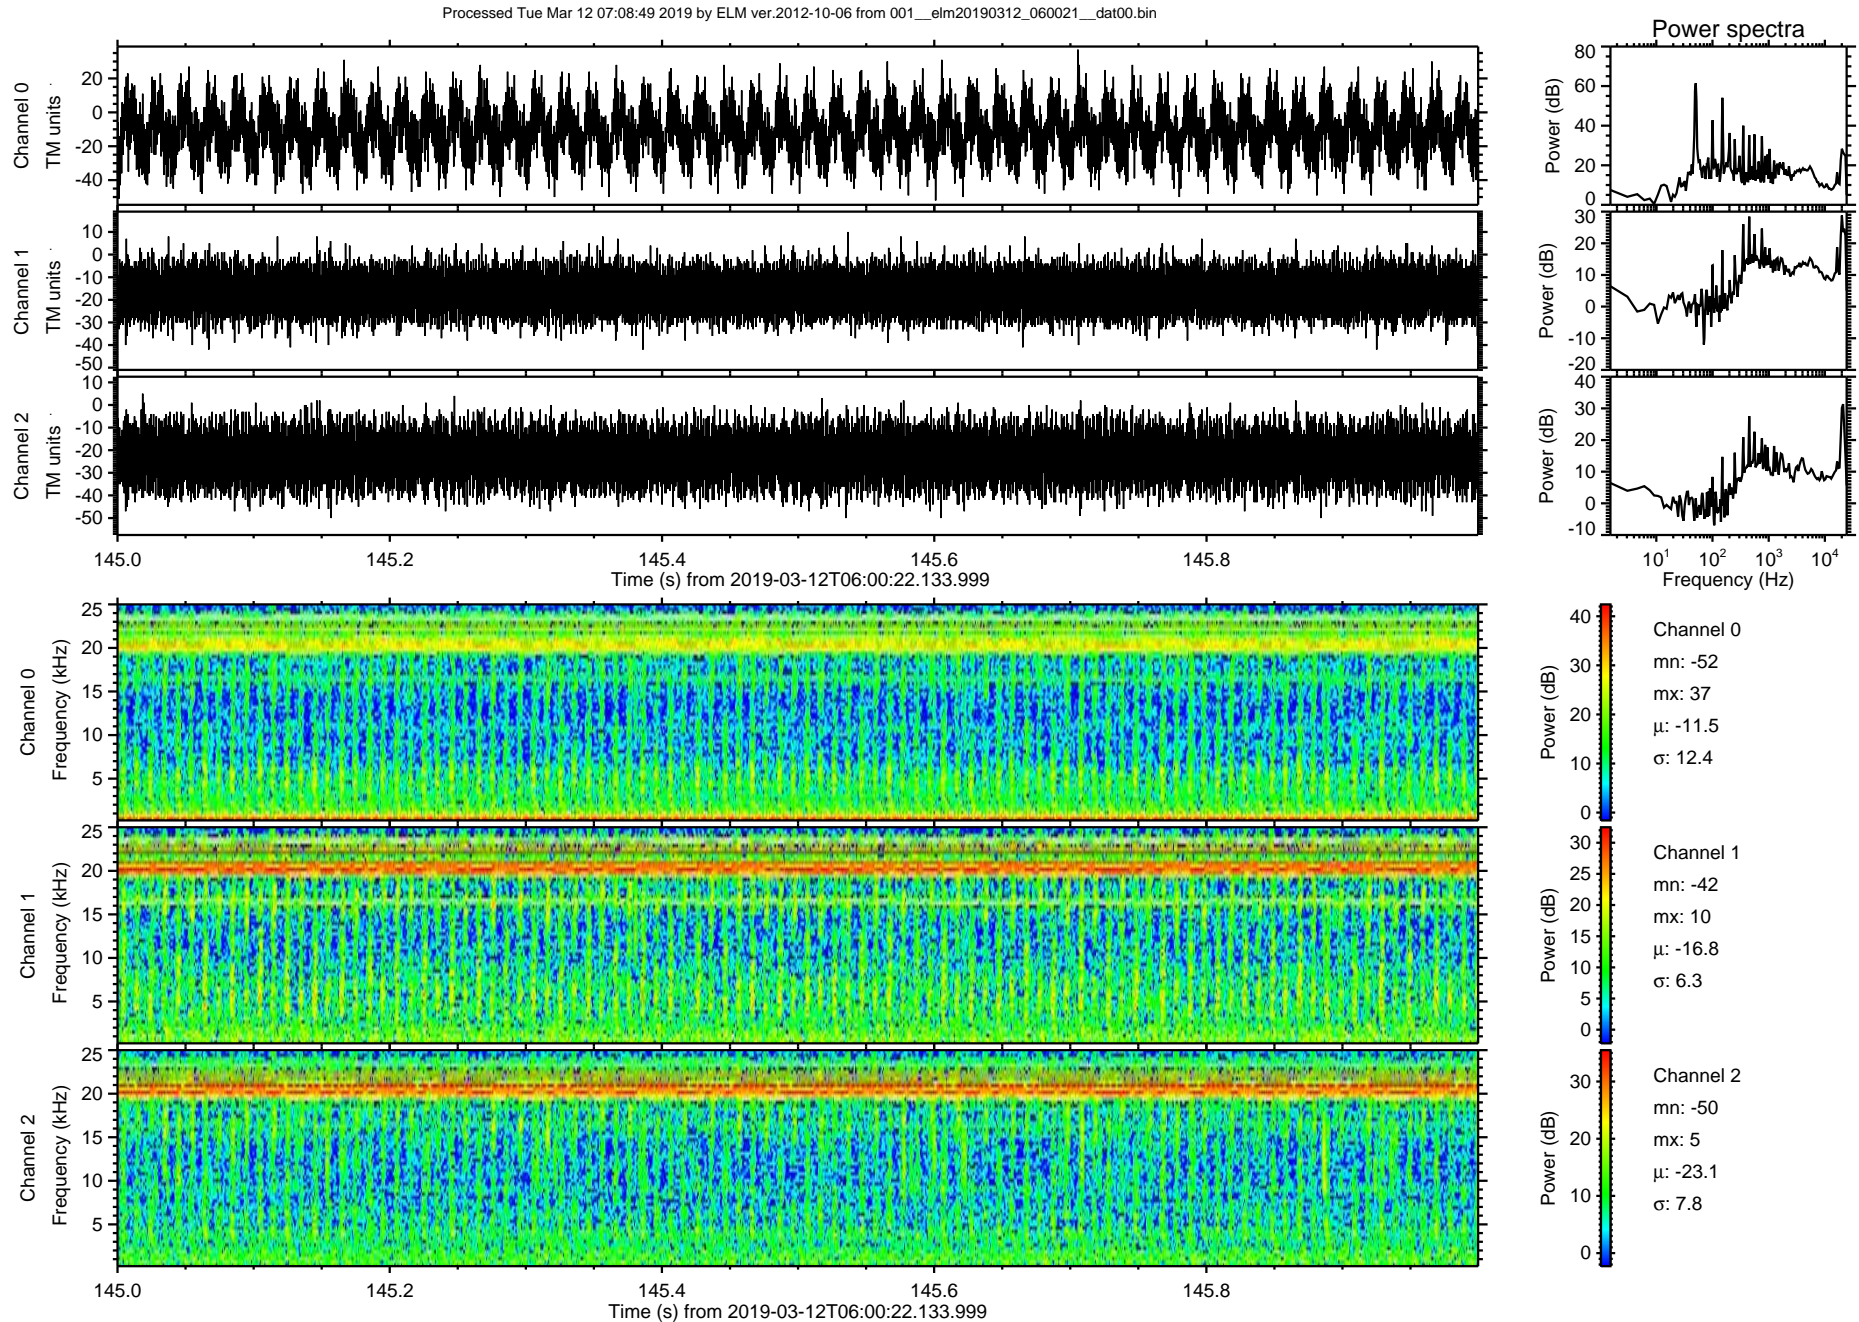 Processed Tue Mar 12 07:08:49 2019 by ELM ver.2012-10-06 from 001__elm20190312_060021__dat00.bin
Power spectra
Channel 0
TM units
20
0
-20
-40
Power (dB)
80
60
40
20
0
Channel 1
TM units
10
0
-10
-20
-30
-40
-50
Power (dB)
30
20
10
0
-10
-20
Channel 2
TM units
10
0
-10
-20
-30
-40
-50
Power (dB)
40
30
20
10
0
-10
145.0 145.2 145.4 145.6 145.8
Time (s) from 2019-03-12T06:00:22.133.999
10^1 10^2 10^3 10^4
Frequency (Hz)
Channel 0
Frequency (kHz)
25
20
15
10
5
Power (dB)
40
30
20
10
0
Channel 0
mn: -52
mx: 37
μ: -11.5
σ: 12.4
Channel 1
Frequency (kHz)
25
20
15
10
5
Power (dB)
30
25
20
15
10
5
0
Channel 1
mn: -42
mx: 10
μ: -16.8
σ: 6.3
Channel 2
Frequency (kHz)
25
20
15
10
5
Power (dB)
30
20
10
0
Channel 2
mn: -50
mx: 5
μ: -23.1
σ: 7.8
145.0 145.2 145.4 145.6 145.8
Time (s) from 2019-03-12T06:00:22.133.999